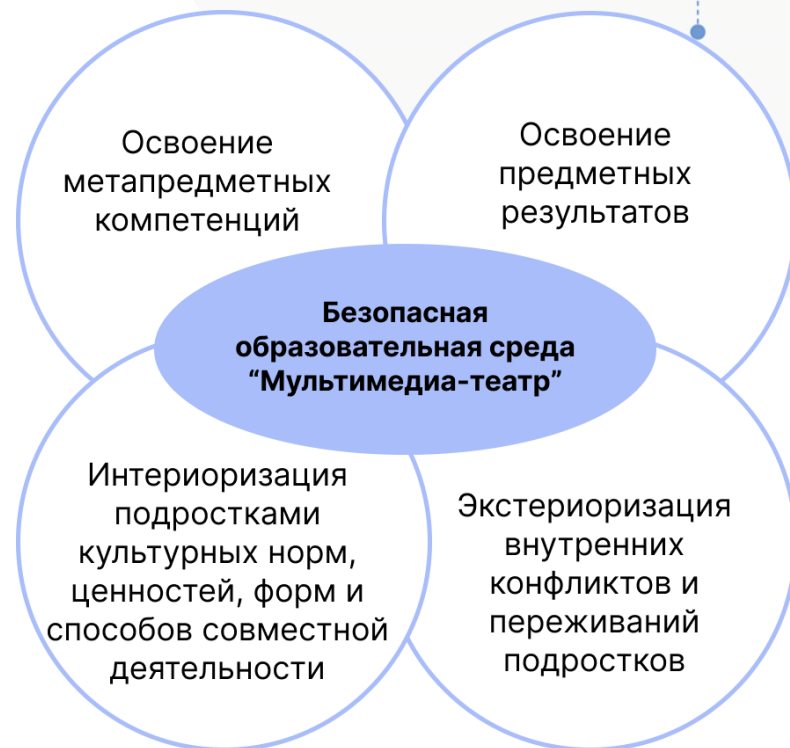 Освоение
метапредметных
компетенций
Освоение
предметных
результатов
Безопасная
образовательная среда
“Мультимедиа-театр”
Интериоризация
подростками
культурных норм,
ценностей, форм и
способов совместной
деятельности
Экстериоризация
внутренних
конфликтов и
переживаний
подростков